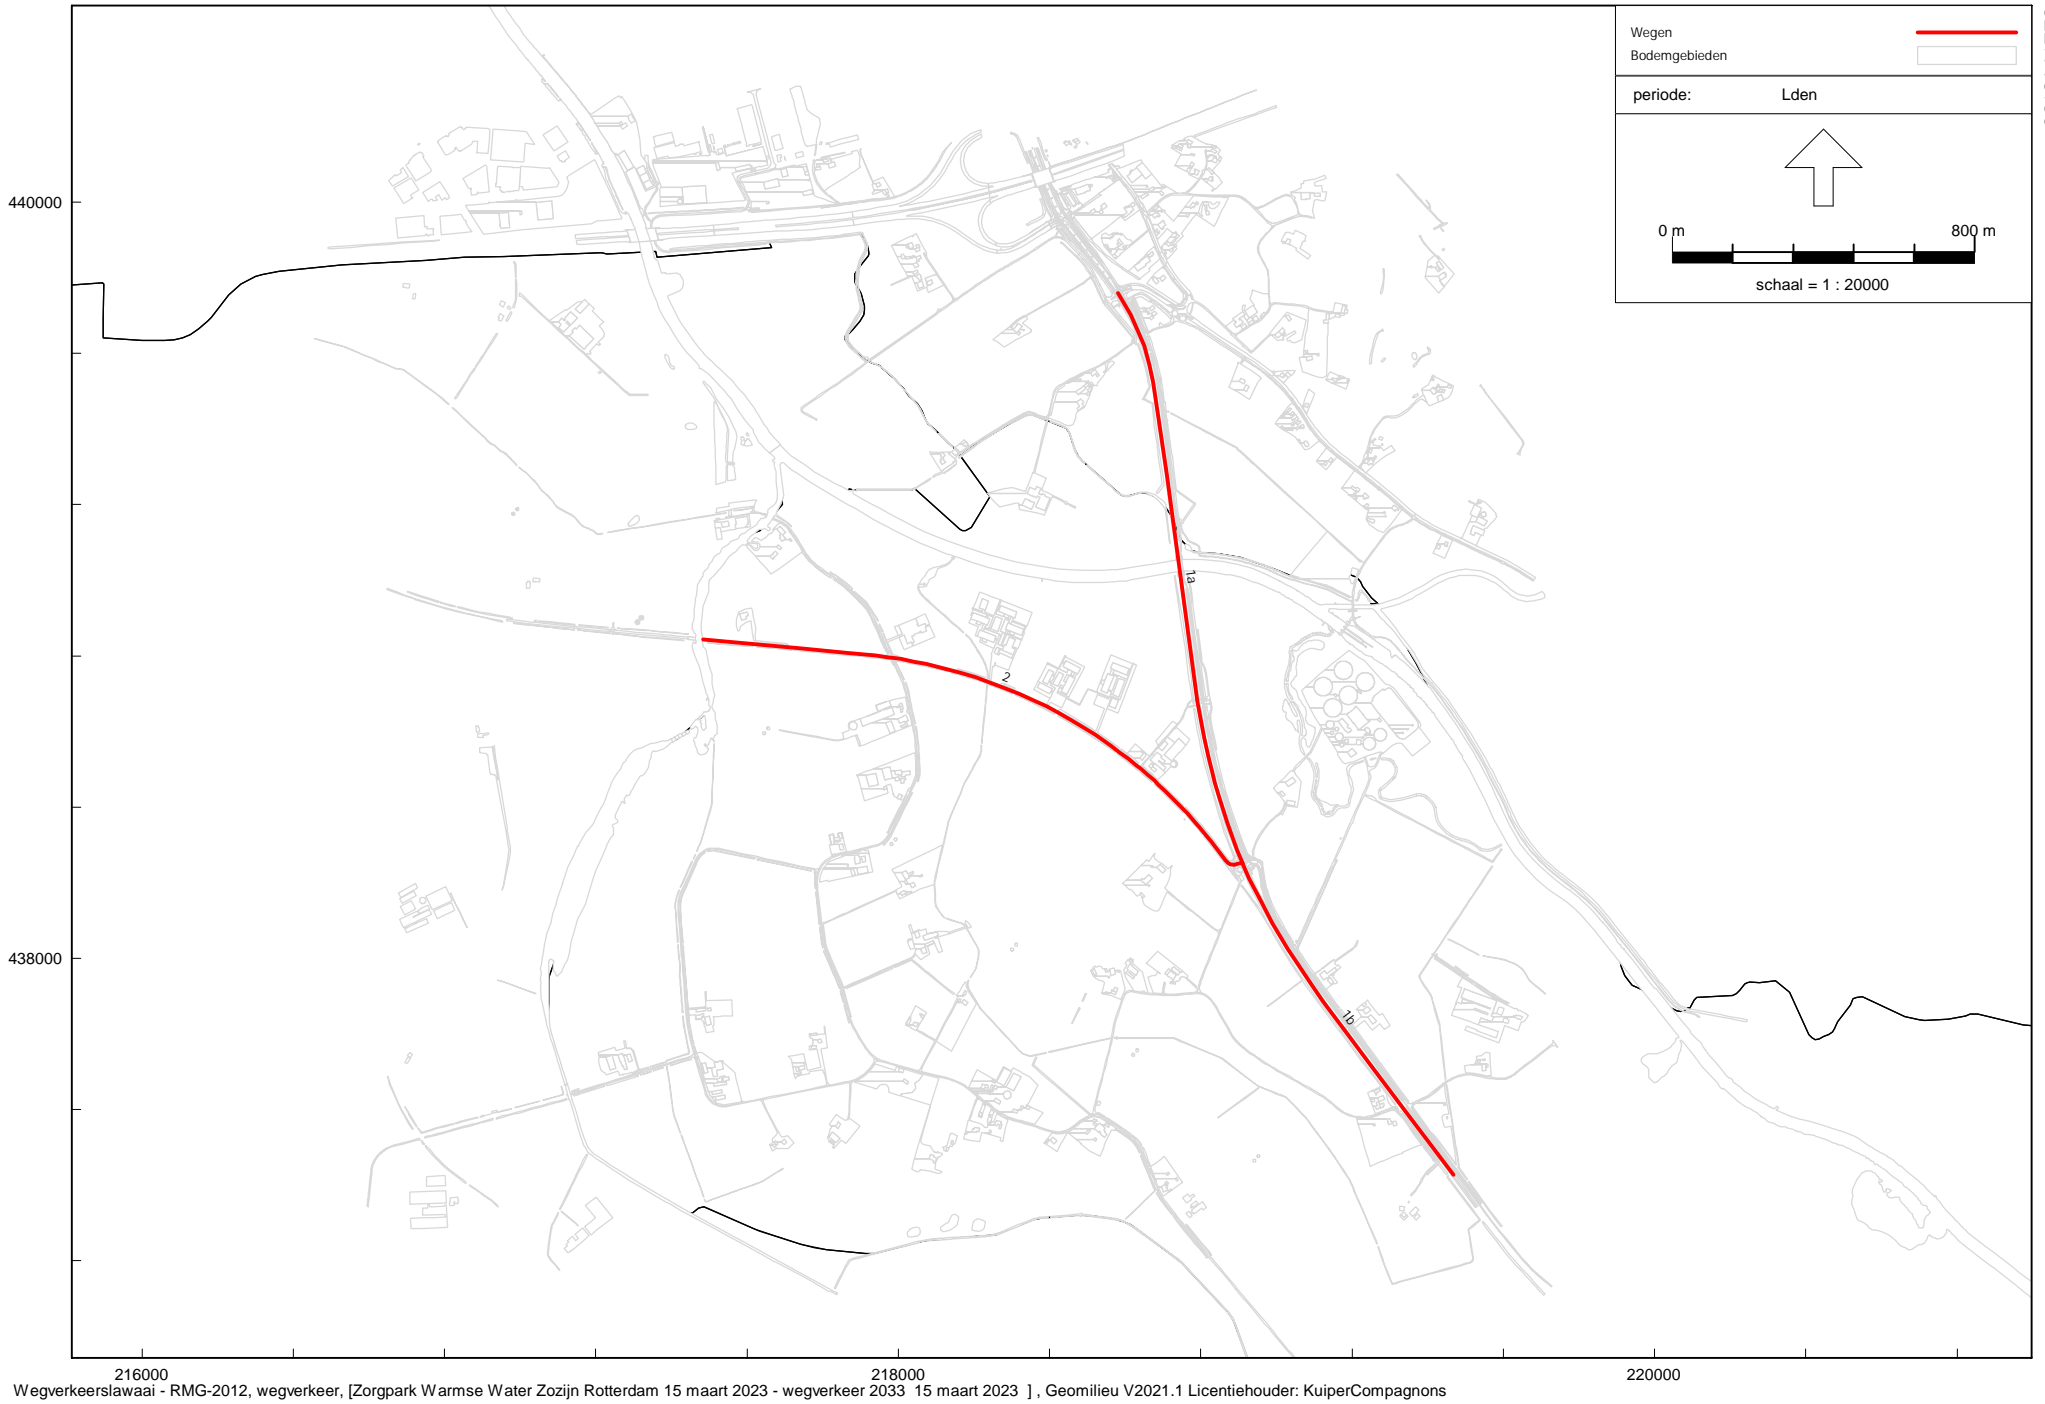 Wegen
Bodemgebieden
periode: Lden
0 m 800 m
schaal = 1 : 20000
440000
1a
2
438000
1b
216000 218000 220000
Wegverkeerslawaai - RMG-2012, wegverkeer, [Zorgpark Warmse Water Zozijn Rotterdam 15 maart 2023 - wegverkeer 2033 15 maart 2023 ] , Geomilieu V2021.1 Licentiehouder: KuiperCompagnons